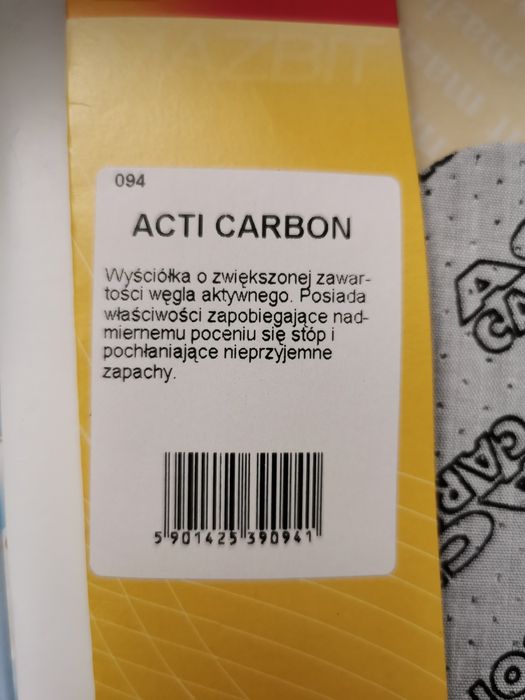 MAZBIT
094
ACTI CARBON
Wyściółka o zwiększonej zawar-
tości węgla aktywnego. Posiada
właściwości zapobiegające nad-
miernemu poceniu się stóp i
pochłaniające nieprzyjemne
zapachy.
5 901425 390941